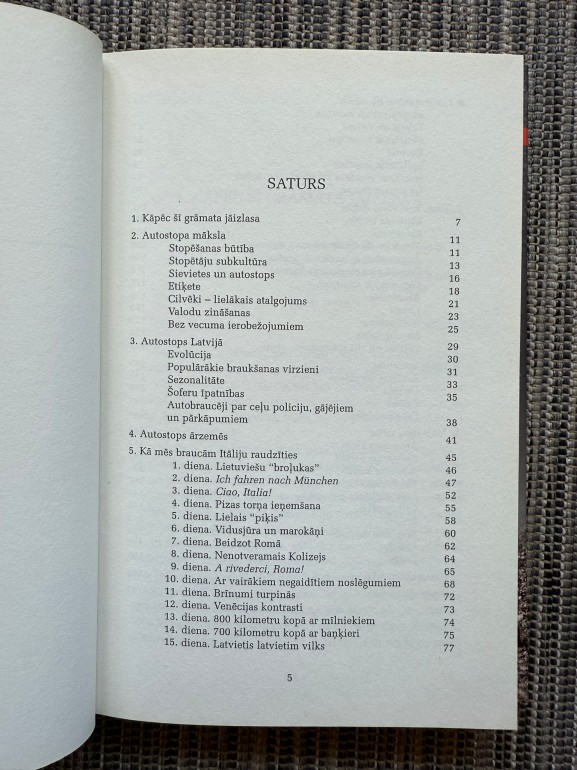 SATURS
1. Kāpēc šī grāmata jāizlasa 7
2. Autostopa māksla 11
Stopēšanas būtība 11
Stopētāju subkultūra 13
Sievietes un autostops 16
Etiķete 18
Cilvēki – lielākais atalgojums 21
Valodu zināšanas 23
Bez vecuma ierobežojumiem 25
3. Autostops Latvijā 29
Evolūcija 30
Populārākie braukšanas virzieni 31
Sezonalitāte 33
Šoferu īpatnības 35
Autobraucēji par ceļu policiju, gājējiem
un pārkāpumiem 38
4. Autostops ārzemēs 41
5. Kā mēs braucām Itāliju raudzīties 45
1. diena. Lietuviešu “broļukas” 46
2. diena. Ich fahren nach München 47
3. diena. Ciao, Italia! 52
4. diena. Pizas torņa ieņemšana 55
5. diena. Lielais “piķis” 58
6. diena. Vidusjūra un marokāņi 60
7. diena. Beidzot Romā 62
8. diena. Nenotveramais Kolizejs 64
9. diena. A rivederci, Roma! 65
10. diena. Ar vairākiem negaidītiem noslēgumiem 68
11. diena. Brīnumi turpinās 72
12. diena. Venēcijas kontrasti 73
13. diena. 800 kilometru kopā ar mīlniekiem 74
14. diena. 700 kilometru kopā ar baņķieri 75
15. diena. Latvietis latvietim vilks 77
5